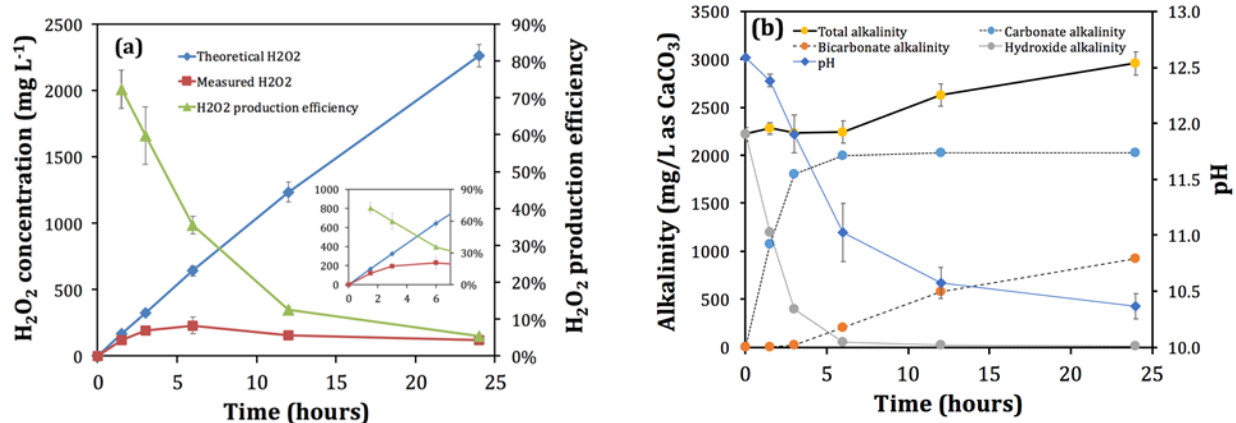 (a)
Theoretical H2O2
Measured H2O2
H2O2 production efficiency
H₂O₂ concentration (mg L⁻¹)
2500
2000
1500
1000
500
0
90%
80%
70%
60%
50%
40%
30%
20%
10%
0%
H₂O₂ production efficiency
1000
800
600
400
200
0
90%
60%
30%
0%
0 2 4 6
0 5 10 15 20 25
Time (hours)
(b)
Total alkalinity
Carbonate alkalinity
Bicarbonate alkalinity
Hydroxide alkalinity
pH
Alkalinity (mg/L as CaCO₃)
3500
3000
2500
2000
1500
1000
500
0
13.0
12.5
12.0
11.5
11.0
10.5
10.0
pH
0 5 10 15 20 25
Time (hours)